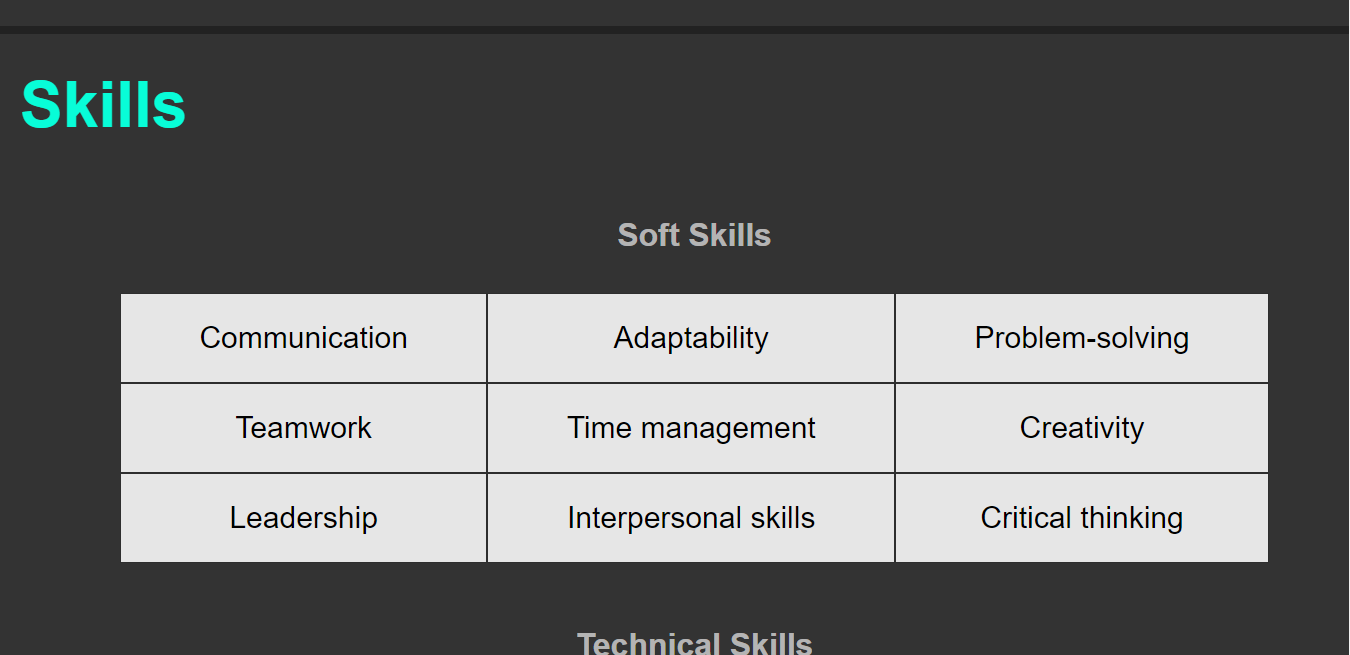 Skills
Soft Skills
Communication Adaptability Problem-solving
Teamwork Time management Creativity
Leadership Interpersonal skills Critical thinking
Technical Skills